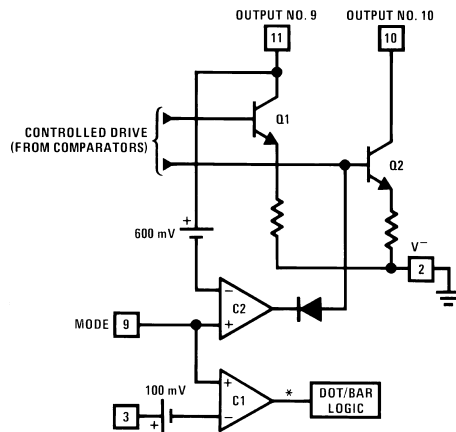 OUTPUT NO. 9
OUTPUT NO. 10
11
10
Q1
CONTROLLED DRIVE
(FROM COMPARATORS)
Q2
+
600 mV
V⁻
2
−
C2
+
MODE
9
100 mV
+
C1
−
*
DOT/BAR
LOGIC
3
+